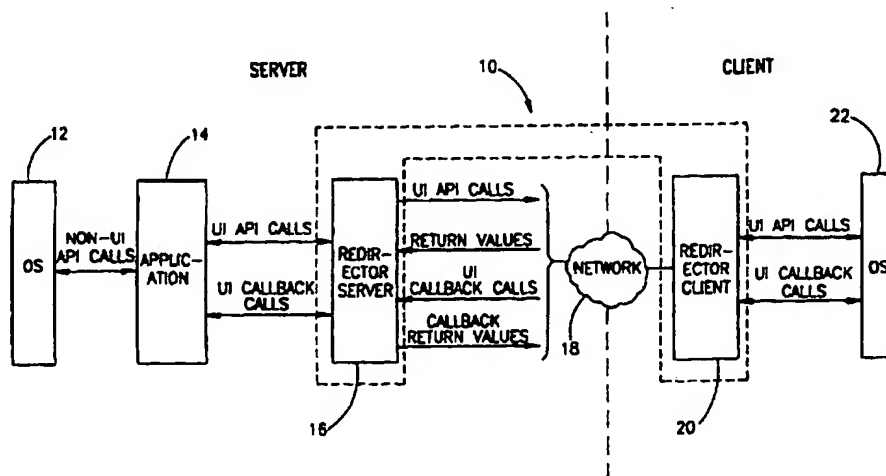 SERVER
10
CLIENT
12
14
22
OS
NON-UI
API CALLS
APPLIC-
ATION
UI API CALLS
UI CALLBACK
CALLS
REDIR-
ECTOR
SERVER
UI API CALLS
RETURN VALUES
UI
CALLBACK CALLS
CALLBACK
RETURN VALUES
NETWORK
18
REDIR-
ECTOR
CLIENT
UI API CALLS
UI CALLBACK
CALLS
OS
16
20